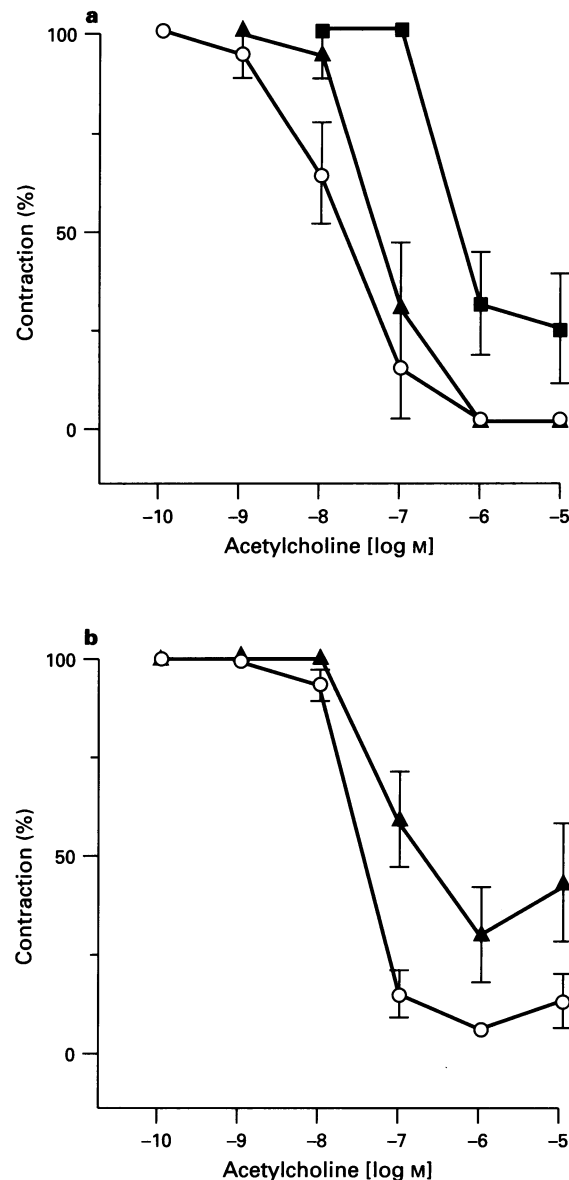 a
100
50
0
Contraction (%)
–10 –9 –8 –7 –6 –5
Acetylcholine [log M]
b
100
50
0
Contraction (%)
–10 –9 –8 –7 –6 –5
Acetylcholine [log M]